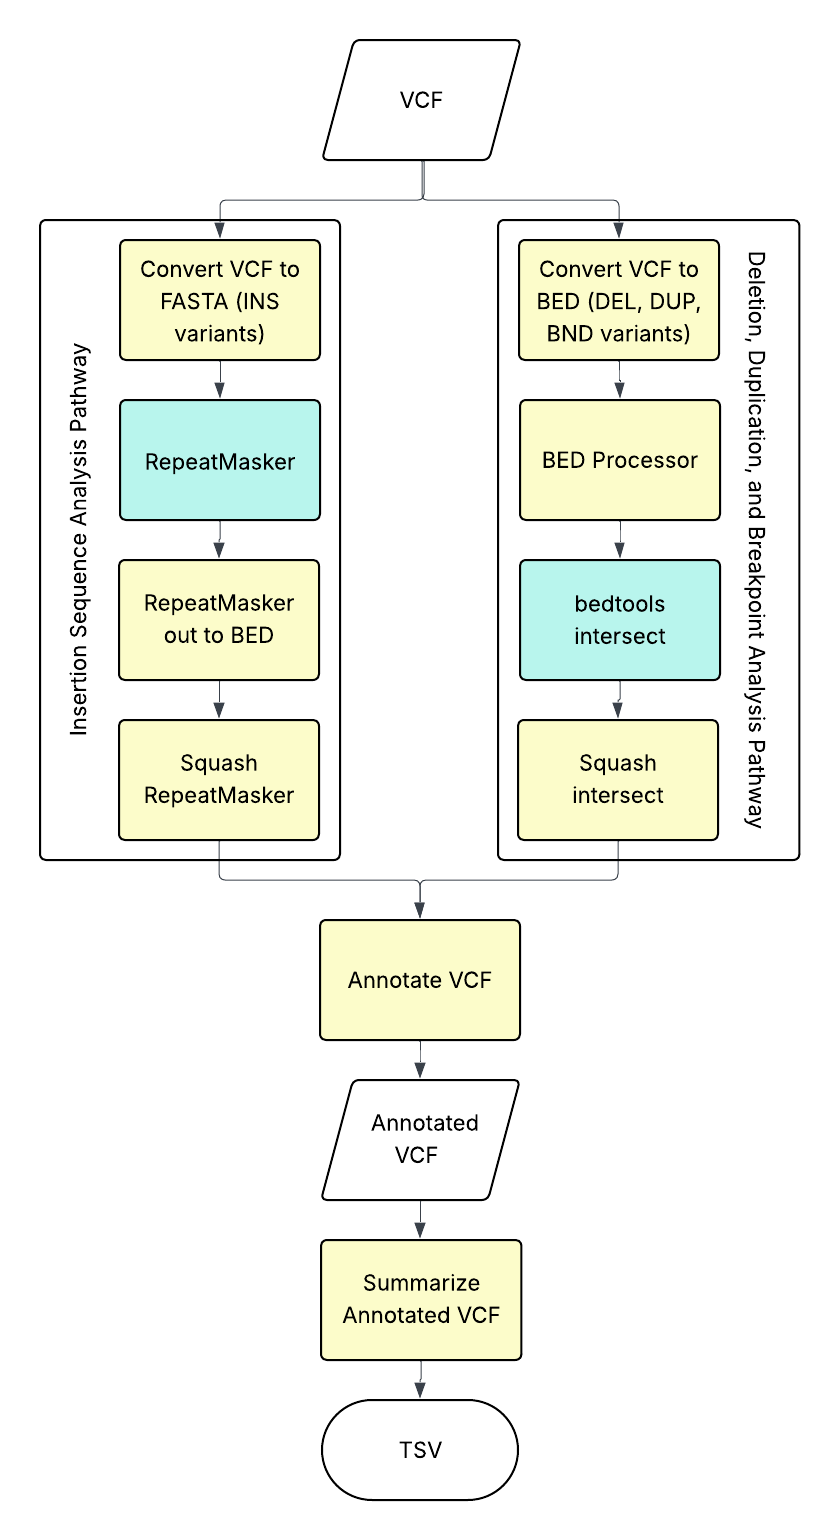 VCF
Insertion Sequence Analysis Pathway
Convert VCF to
FASTA (INS
variants)
RepeatMasker
RepeatMasker
out to BED
Squash
RepeatMasker
Convert VCF to
BED (DEL, DUP,
BND variants)
BED Processor
bedtools
intersect
Squash
intersect
Deletion, Duplication, and Breakpoint Analysis Pathway
Annotate VCF
Annotated
VCF
Summarize
Annotated VCF
TSV